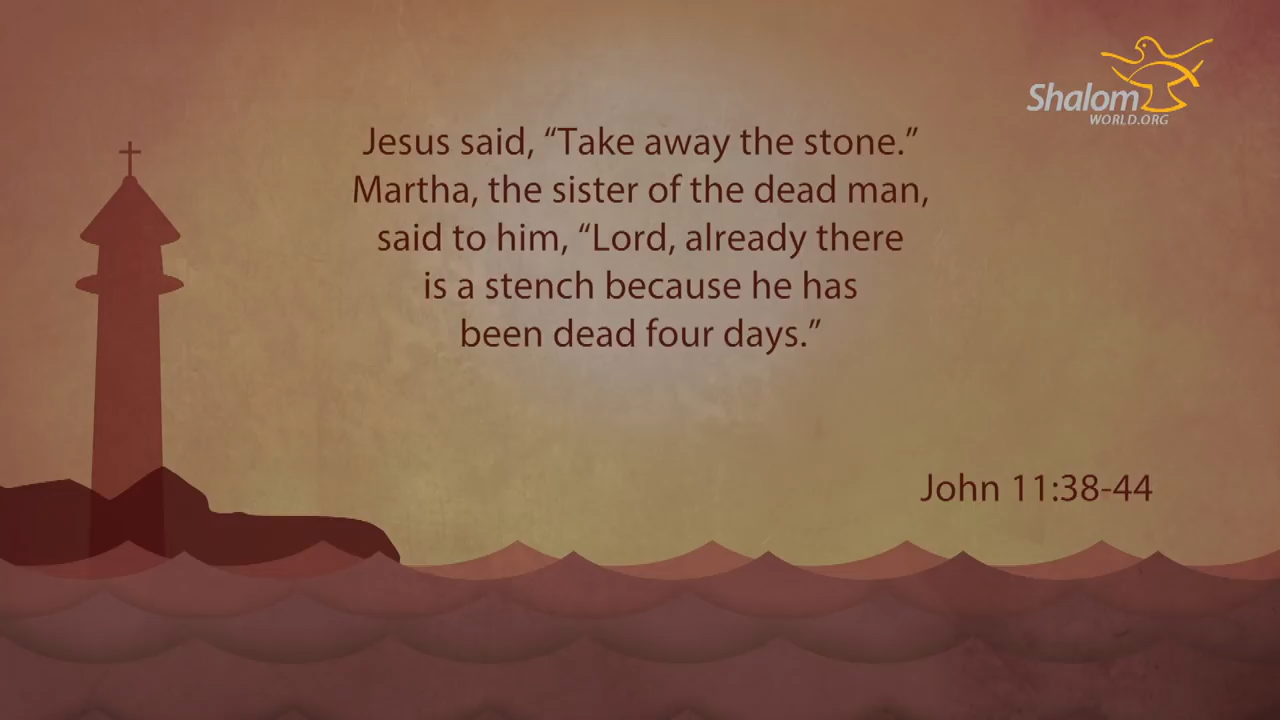 Shalom
WORLD.ORG
Jesus said, “Take away the stone.”
Martha, the sister of the dead man,
said to him, “Lord, already there
is a stench because he has
been dead four days.”
John 11:38-44